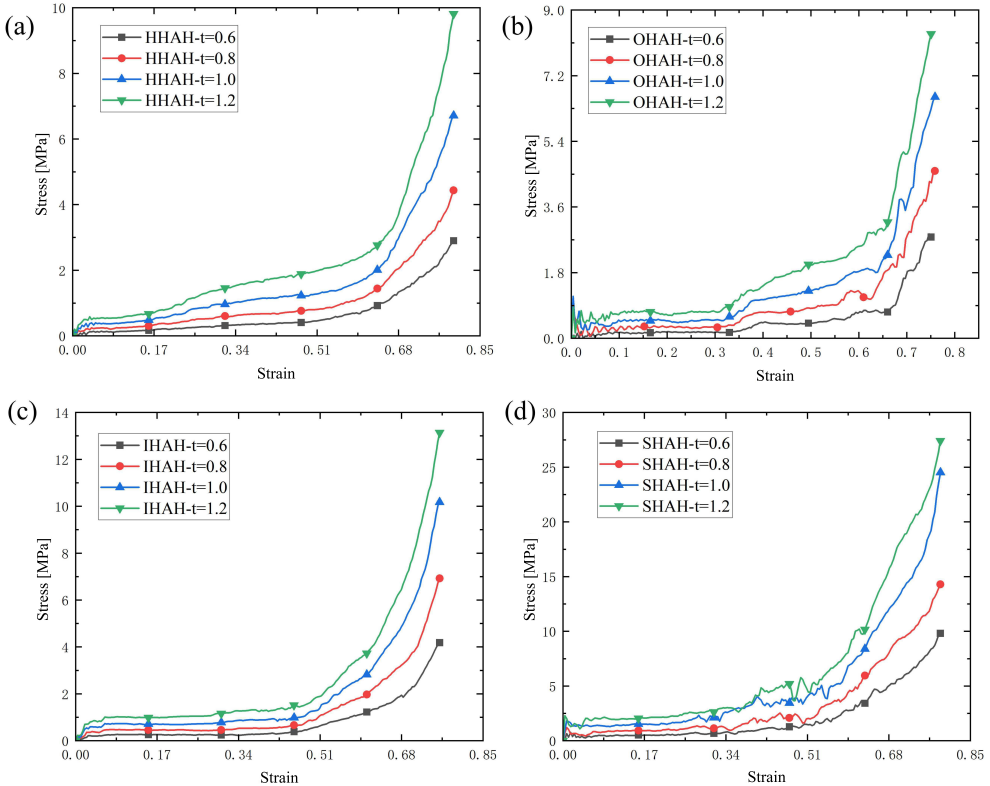 (a)
10
8
6
4
2
0
Stress [MPa]
HHAH-t=0.6
HHAH-t=0.8
HHAH-t=1.0
HHAH-t=1.2
0.00 0.17 0.34 0.51 0.68 0.85
Strain
(b)
9.0
7.2
5.4
3.6
1.8
0.0
Stress [MPa]
OHAH-t=0.6
OHAH-t=0.8
OHAH-t=1.0
OHAH-t=1.2
0.0 0.1 0.2 0.3 0.4 0.5 0.6 0.7 0.8
Strain
(c)
14
12
10
8
6
4
2
0
Stress [MPa]
IHAH-t=0.6
IHAH-t=0.8
IHAH-t=1.0
IHAH-t=1.2
0.00 0.17 0.34 0.51 0.68 0.85
Strain
(d)
30
25
20
15
10
5
0
Stress [MPa]
SHAH-t=0.6
SHAH-t=0.8
SHAH-t=1.0
SHAH-t=1.2
0.00 0.17 0.34 0.51 0.68 0.85
Strain